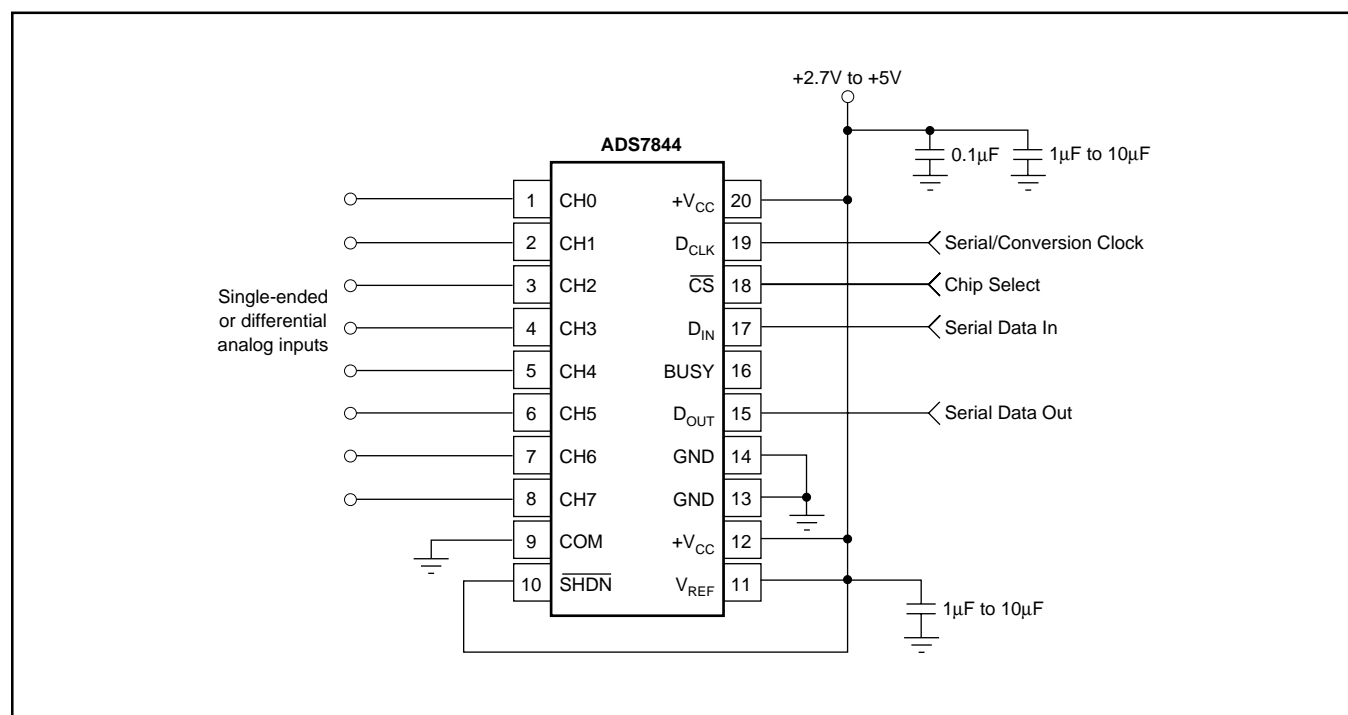 +2.7V to +5V
ADS7844
0.1μF
1μF to 10μF
1 CH0 +VCC 20
2 CH1 DCLK 19 Serial/Conversion Clock
3 CH2 CS 18 Chip Select
Single-ended
or differential
analog inputs
4 CH3 DIN 17 Serial Data In
5 CH4 BUSY 16
6 CH5 DOUT 15 Serial Data Out
7 CH6 GND 14
8 CH7 GND 13
9 COM +VCC 12
10 SHDN VREF 11
1μF to 10μF